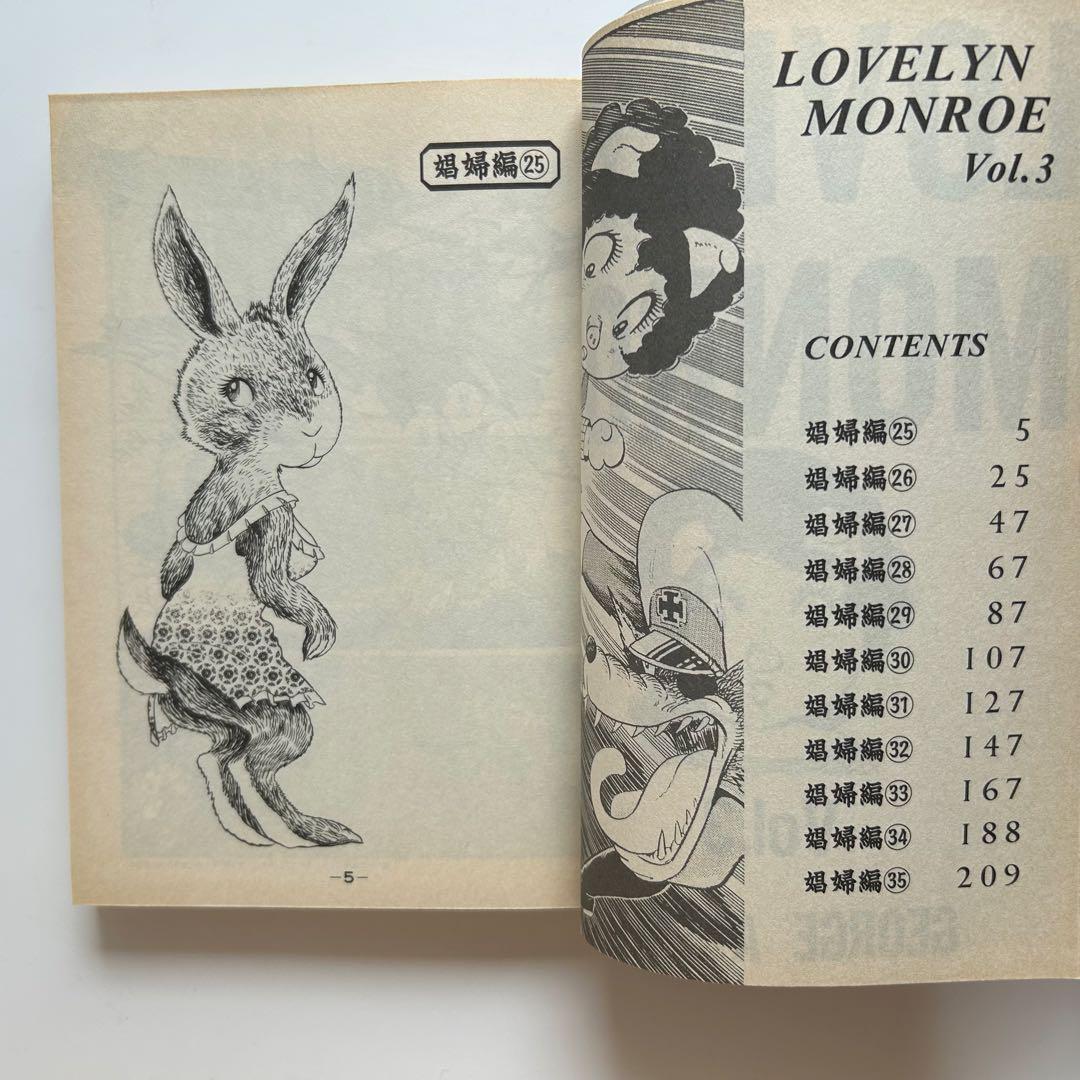 娼婦編㉕
—5—
LOVELYN
MONROE
Vol.3
CONTENTS
娼婦編㉕ 5
娼婦編㉖ 25
娼婦編㉗ 47
娼婦編㉘ 67
娼婦編㉙ 87
娼婦編㉚ 107
娼婦編㉛ 127
娼婦編㉜ 147
娼婦編㉝ 167
娼婦編㉞ 188
娼婦編㉟ 209
GEORGE